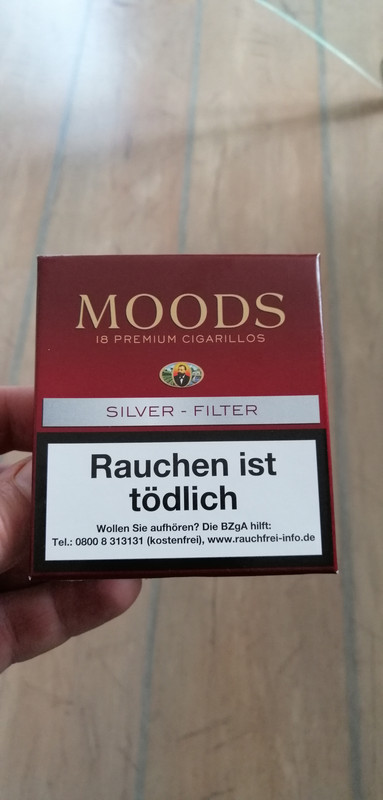 MOODS
18 PREMIUM CIGARILLOS
SILVER - FILTER
Rauchen ist
tödlich
Wollen Sie aufhören? Die BZgA hilft:
Tel.: 0800 8 313131 (kostenfrei), www.rauchfrei-info.de